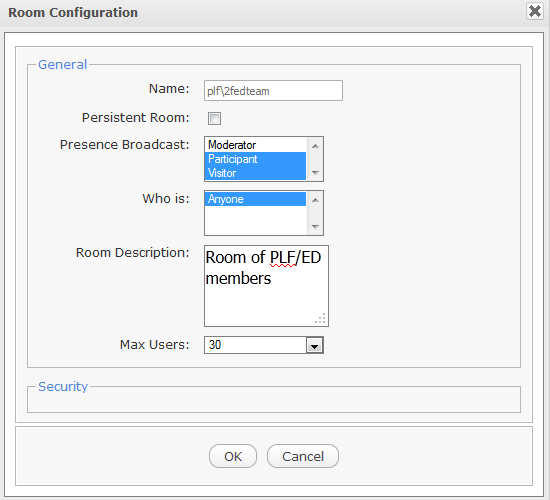 Room Configuration
General
Name: plf\2fedteam
Persistent Room:
Presence Broadcast: Moderator
Participant
Visitor
Who is: Anyone
Room Description: Room of PLF/ED
members
Max Users: 30
Security
OK Cancel